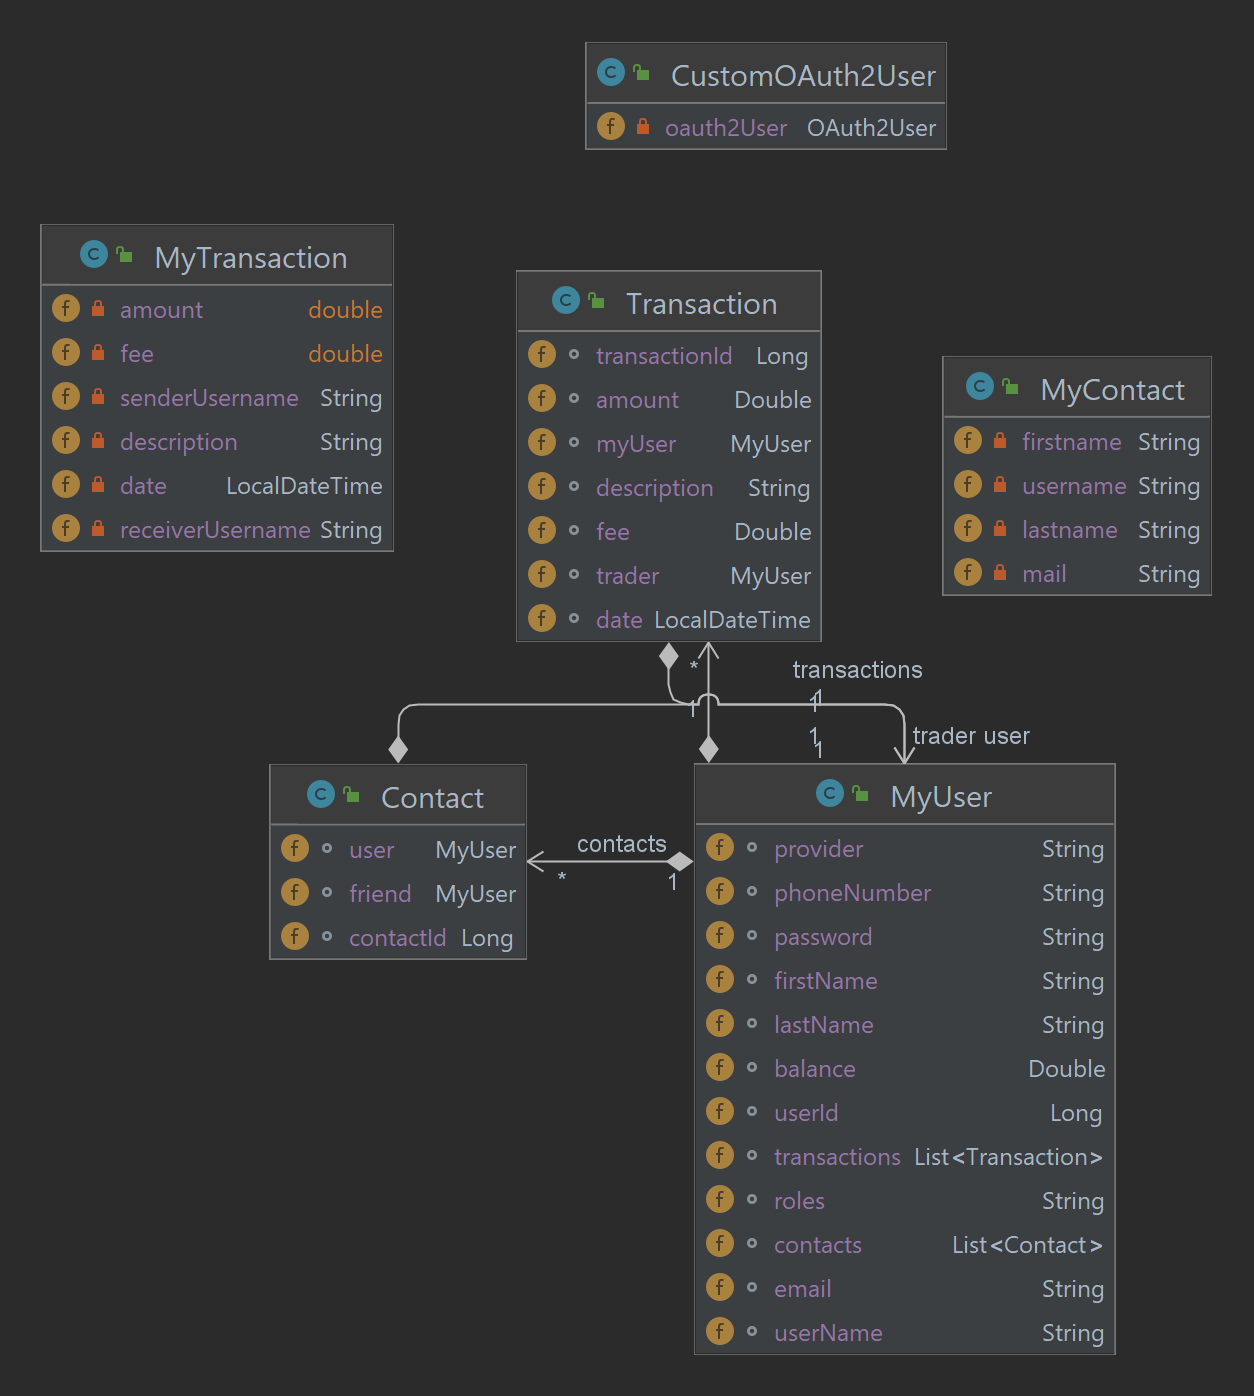 CustomOAuth2User
oauth2User OAuth2User
MyTransaction
amount double
fee double
senderUsername String
description String
date LocalDateTime
receiverUsername String
Transaction
transactionId Long
amount Double
myUser MyUser
description String
fee Double
trader MyUser
date LocalDateTime
MyContact
firstname String
username String
lastname String
mail String
*
transactions
1
1
1
1
1
trader user
Contact
user MyUser
friend MyUser
contactId Long
contacts
*
1
MyUser
provider String
phoneNumber String
password String
firstName String
lastName String
balance Double
userId Long
transactions List<Transaction>
roles String
contacts List<Contact>
email String
userName String